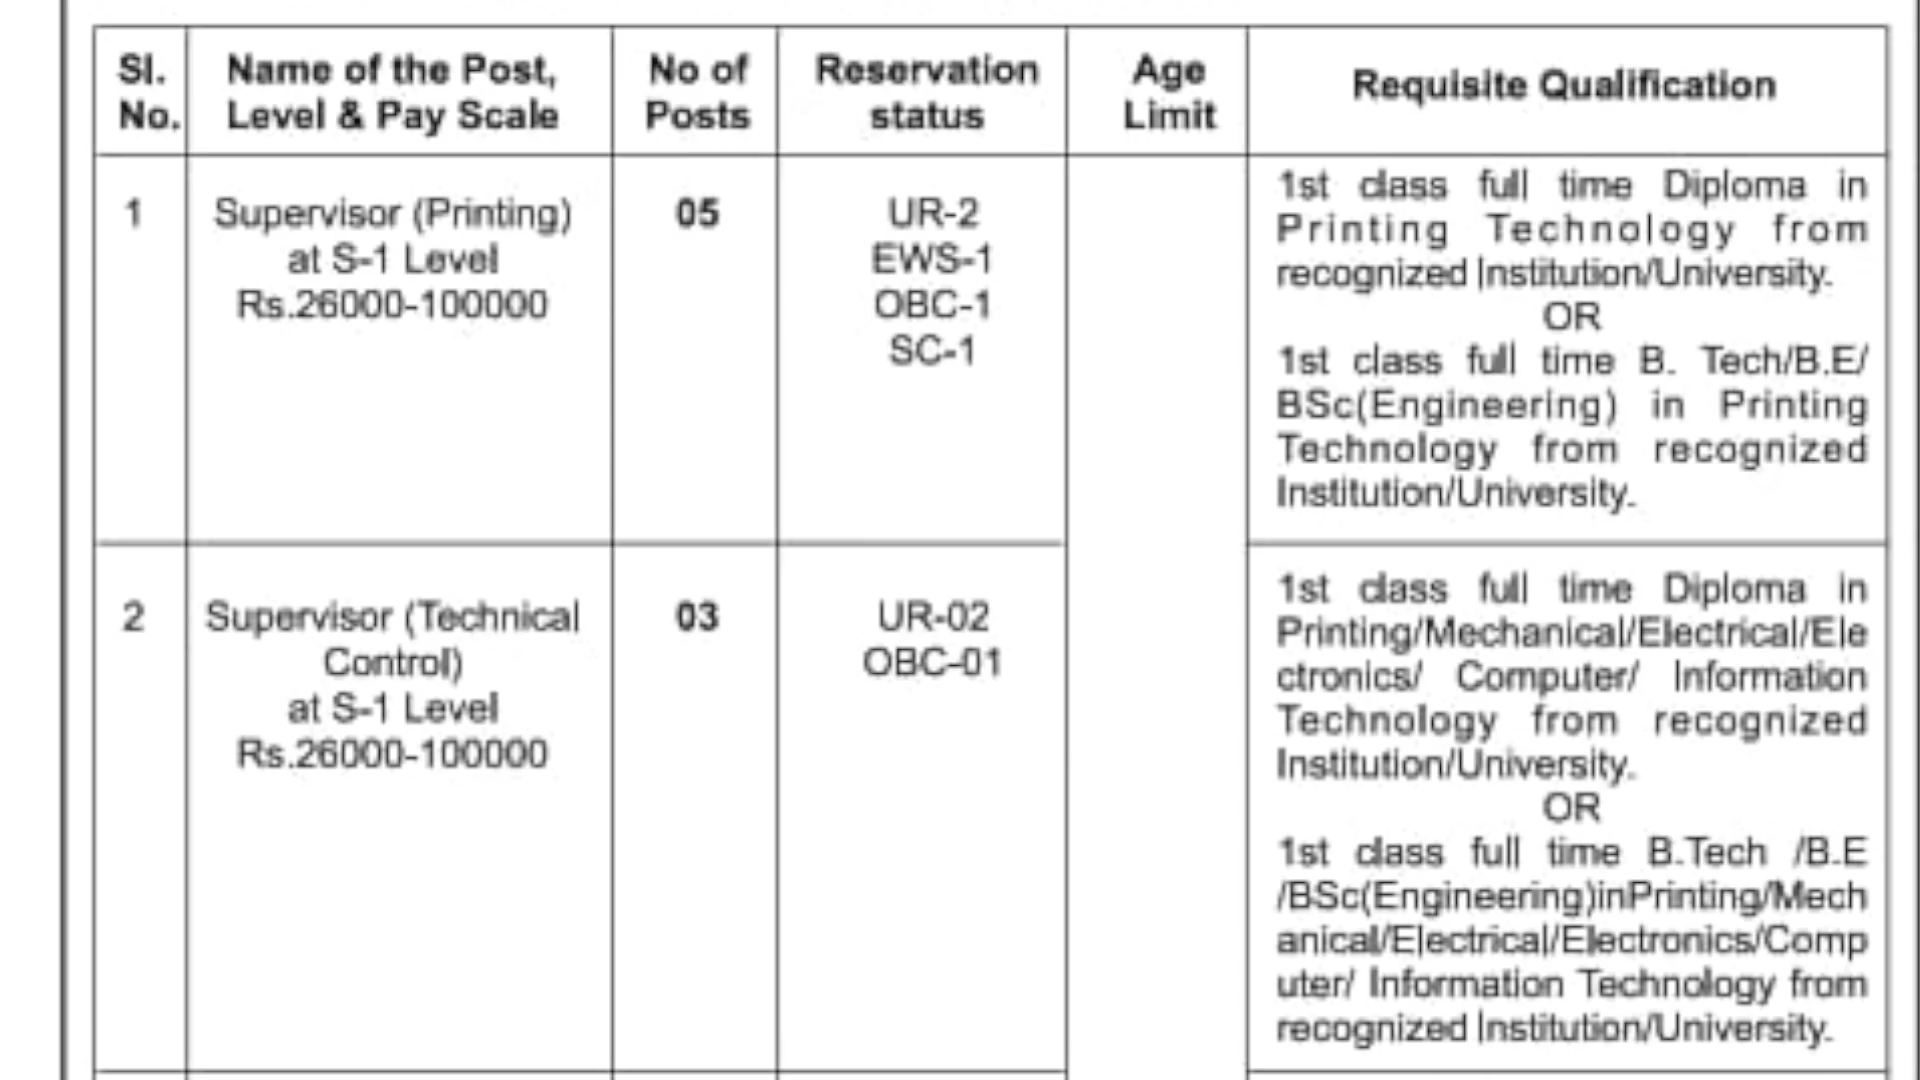 Sl. No.
Name of the Post, Level & Pay Scale
No of Posts
Reservation status
Age Limit
Requisite Qualification
1
Supervisor (Printing)
at S-1 Level
Rs.26000-100000
05
UR-2
EWS-1
OBC-1
SC-1
1st class full time Diploma in
Printing Technology from
recognized Institution/University.
OR
1st class full time B. Tech/B.E/
BSc(Engineering) in Printing
Technology from recognized
Institution/University.
2
Supervisor (Technical
Control)
at S-1 Level
Rs.26000-100000
03
UR-02
OBC-01
1st class full time Diploma in
Printing/Mechanical/Electrical/Ele
ctronics/ Computer/ Information
Technology from recognized
Institution/University.
OR
1st class full time B.Tech /B.E
/BSc(Engineering)inPrinting/Mech
anical/Electrical/Electronics/Comp
uter/ Information Technology from
recognized Institution/University.